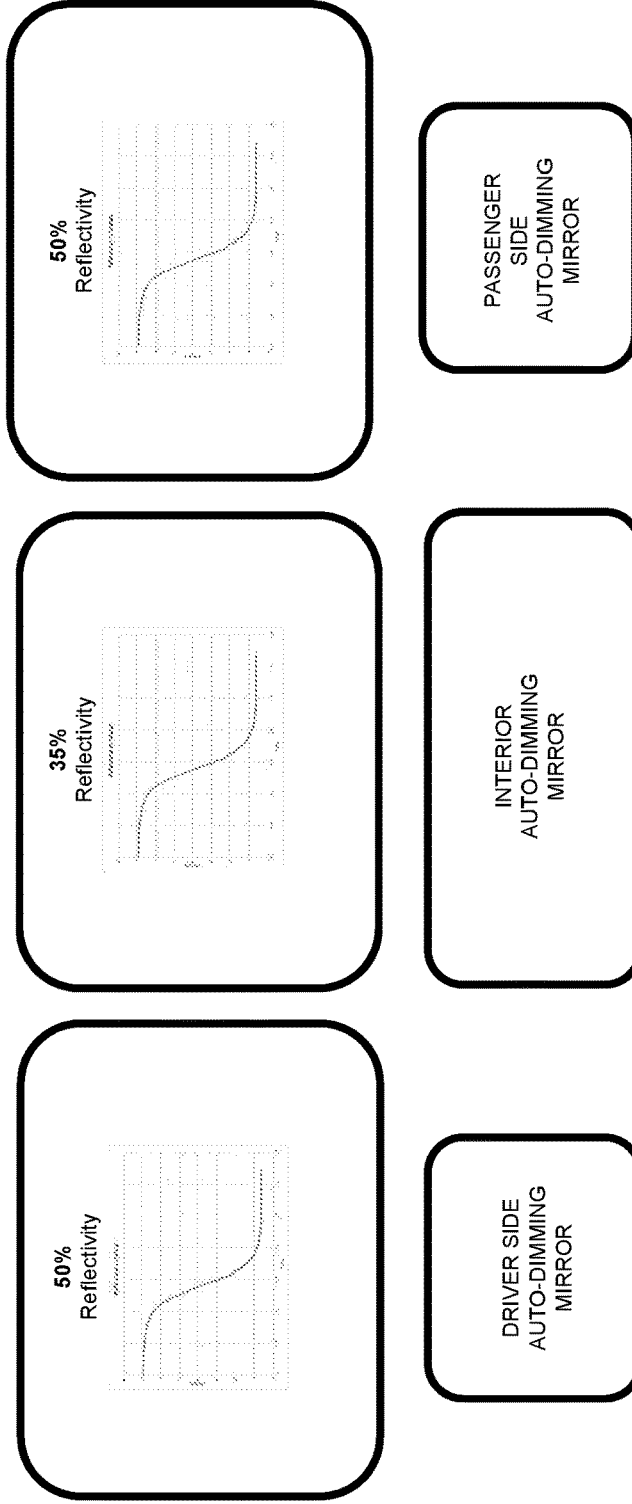 50%
Reflectivity
35%
Reflectivity
50%
Reflectivity
DRIVER SIDE
AUTO-DIMMING
MIRROR
INTERIOR
AUTO-DIMMING
MIRROR
PASSENGER
SIDE
AUTO-DIMMING
MIRROR